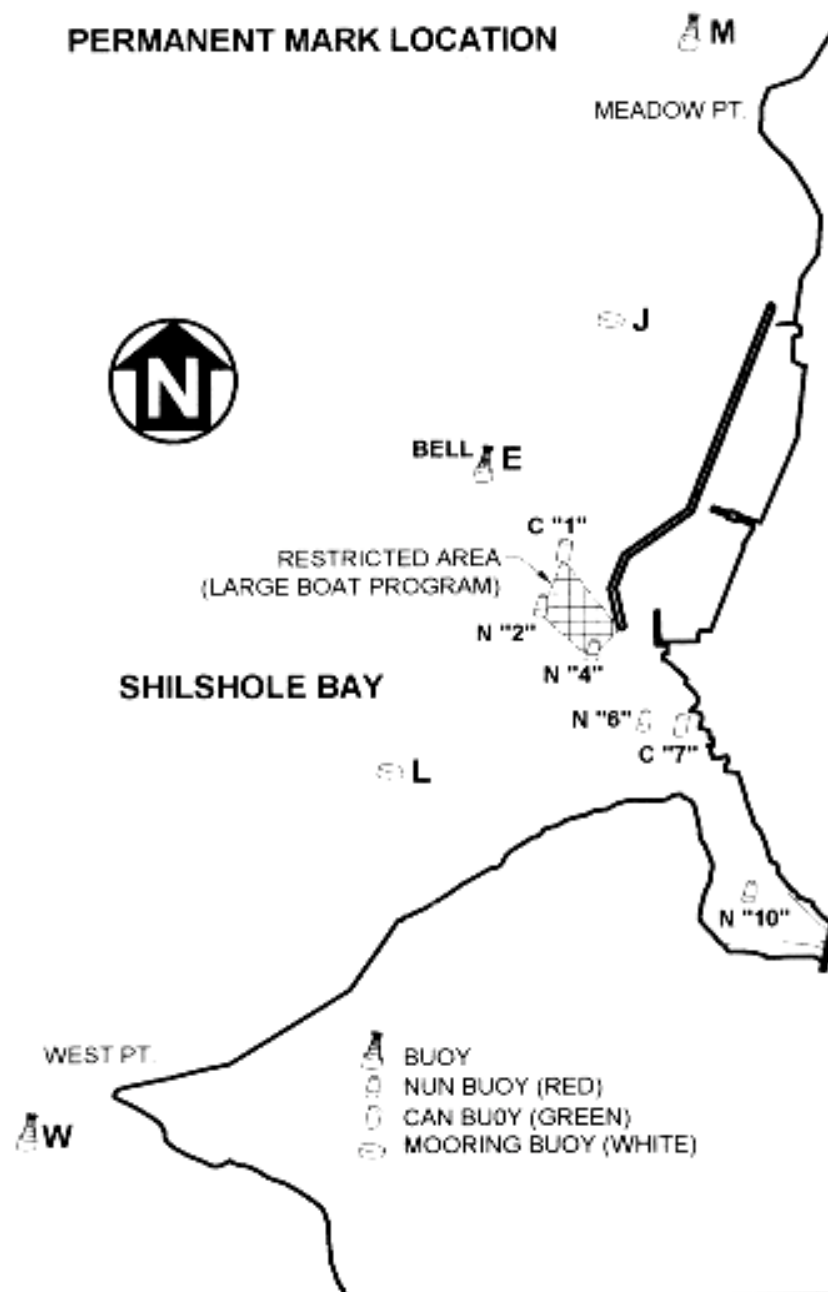 PERMANENT MARK LOCATION
M
MEADOW PT.
J
N
BELL E
C "1"
RESTRICTED AREA
(LARGE BOAT PROGRAM)
N "2"
N "4"
SHILSHOLE BAY
N "6"
C "7"
L
N "10"
WEST PT.
W
BUOY
NUN BUOY (RED)
CAN BUOY (GREEN)
MOORING BUOY (WHITE)